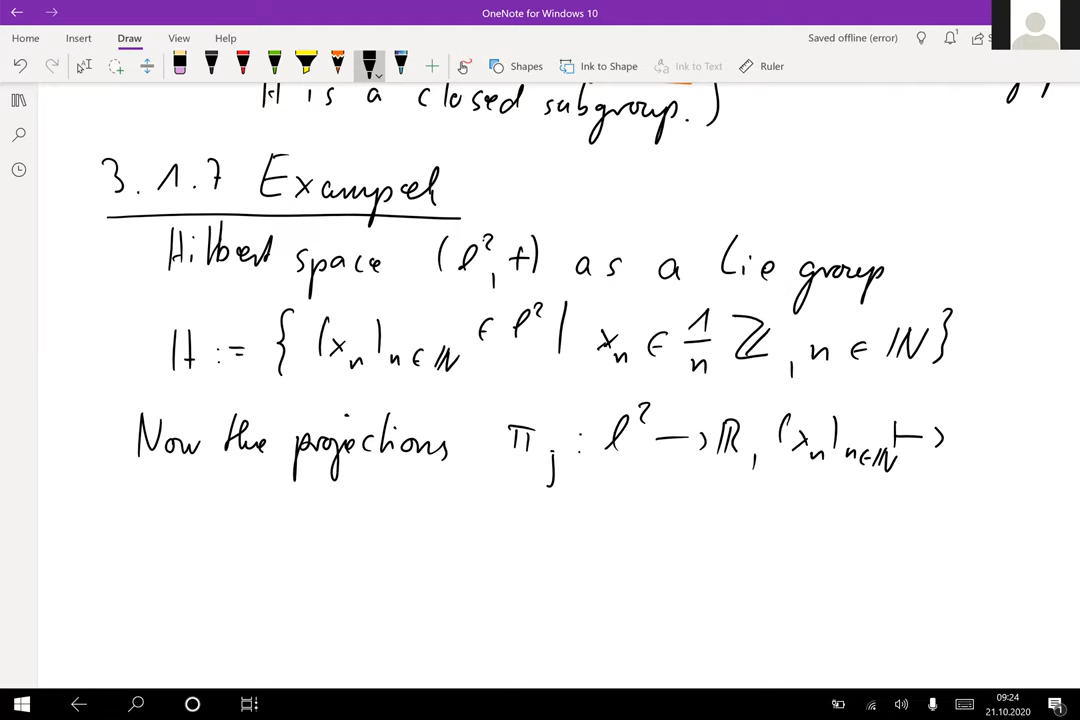 OneNote for Windows 10
Home Insert Draw View Help Saved offline (error)
Shapes Ink to Shape Ink to Text Ruler
H is a closed subgroup.)
3.1.7 Exampel
Hilbert space (ℓ², +) as a Lie group
H := { (xₙ)ₙ∈ℕ ∈ ℓ² | xₙ ∈ 1/n ℤ, n ∈ ℕ }
Now the projections πⱼ : ℓ² → ℝ, (xₙ)ₙ∈ℕ ↦
09:24
21.10.2020